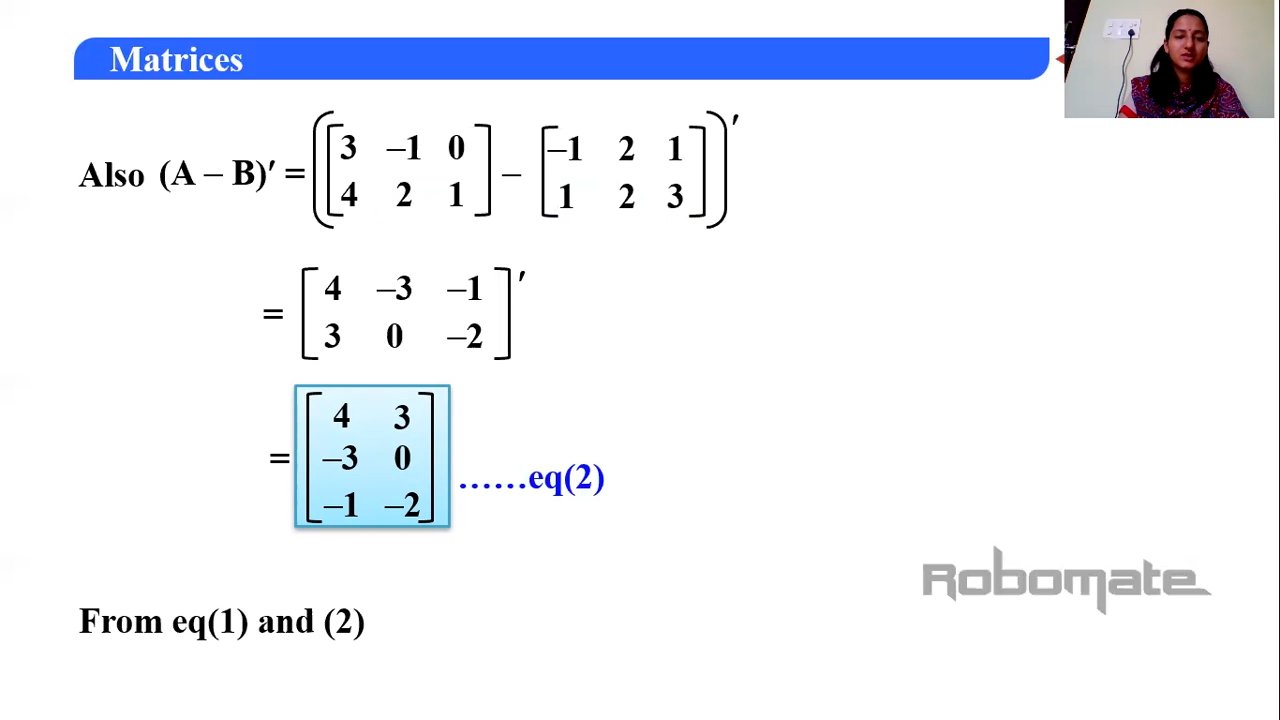 Matrices
Also (A – B)′ = ([3 –1 0
4 2 1] – [–1 2 1
1 2 3])′
= [4 –3 –1
3 0 –2]′
= [4 3
–3 0
–1 –2] ……eq(2)
Robomate
From eq(1) and (2)